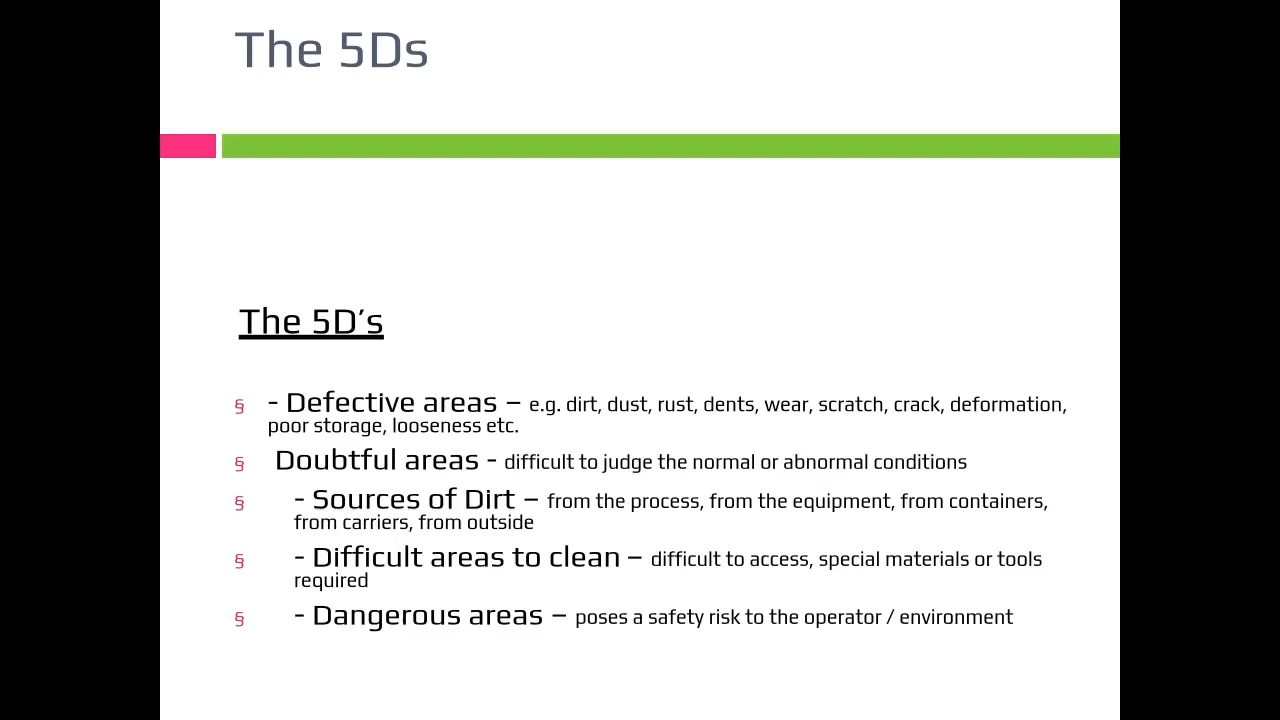 The 5Ds
The 5D’s
§ - Defective areas – e.g. dirt, dust, rust, dents, wear, scratch, crack, deformation,
poor storage, looseness etc.
§ Doubtful areas - difficult to judge the normal or abnormal conditions
§ - Sources of Dirt – from the process, from the equipment, from containers,
from carriers, from outside
§ - Difficult areas to clean – difficult to access, special materials or tools
required
§ - Dangerous areas – poses a safety risk to the operator / environment